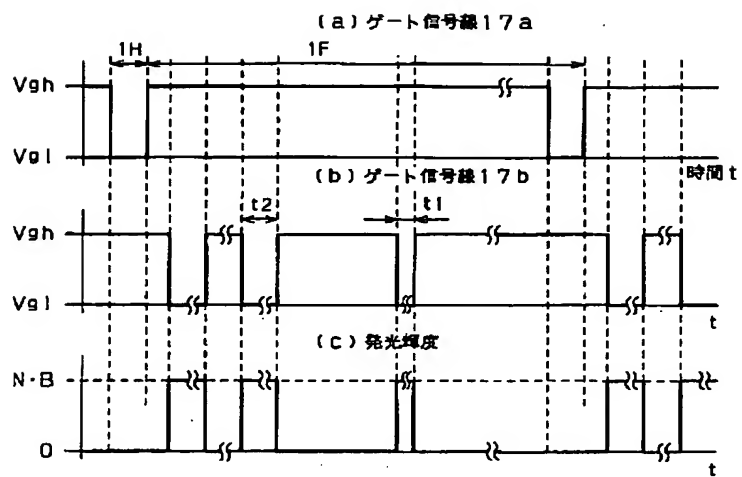 (a)ゲート信号線17a
1H
1F
Vgh
Vgl
時間t
(b)ゲート信号線17b
t2
t1
Vgh
Vgl
t
(c)発光輝度
N·B
t
0
t